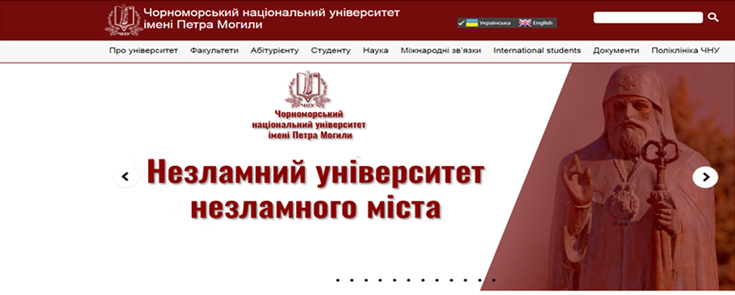 Чорноморський національний університет
імені Петра Могили
Українська English
Про університет Факультети Абітурієнту Студенту Наука Міжнародні зв'язки International students Документи Поліклініка ЧНУ
ЧНУ
Чорноморський
національний університет
імені Петра Могили
Незламний університет
незламного міста